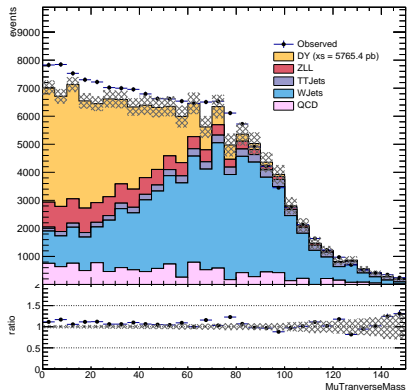 events
9000
8000
7000
6000
5000
4000
3000
2000
1000
Observed
DY (xs = 5765.4 pb)
ZLL
TTJets
WJets
QCD
ratio
2
1.5
1
0.5
0
0 20 40 60 80 100 120 140
MuTranverseMass